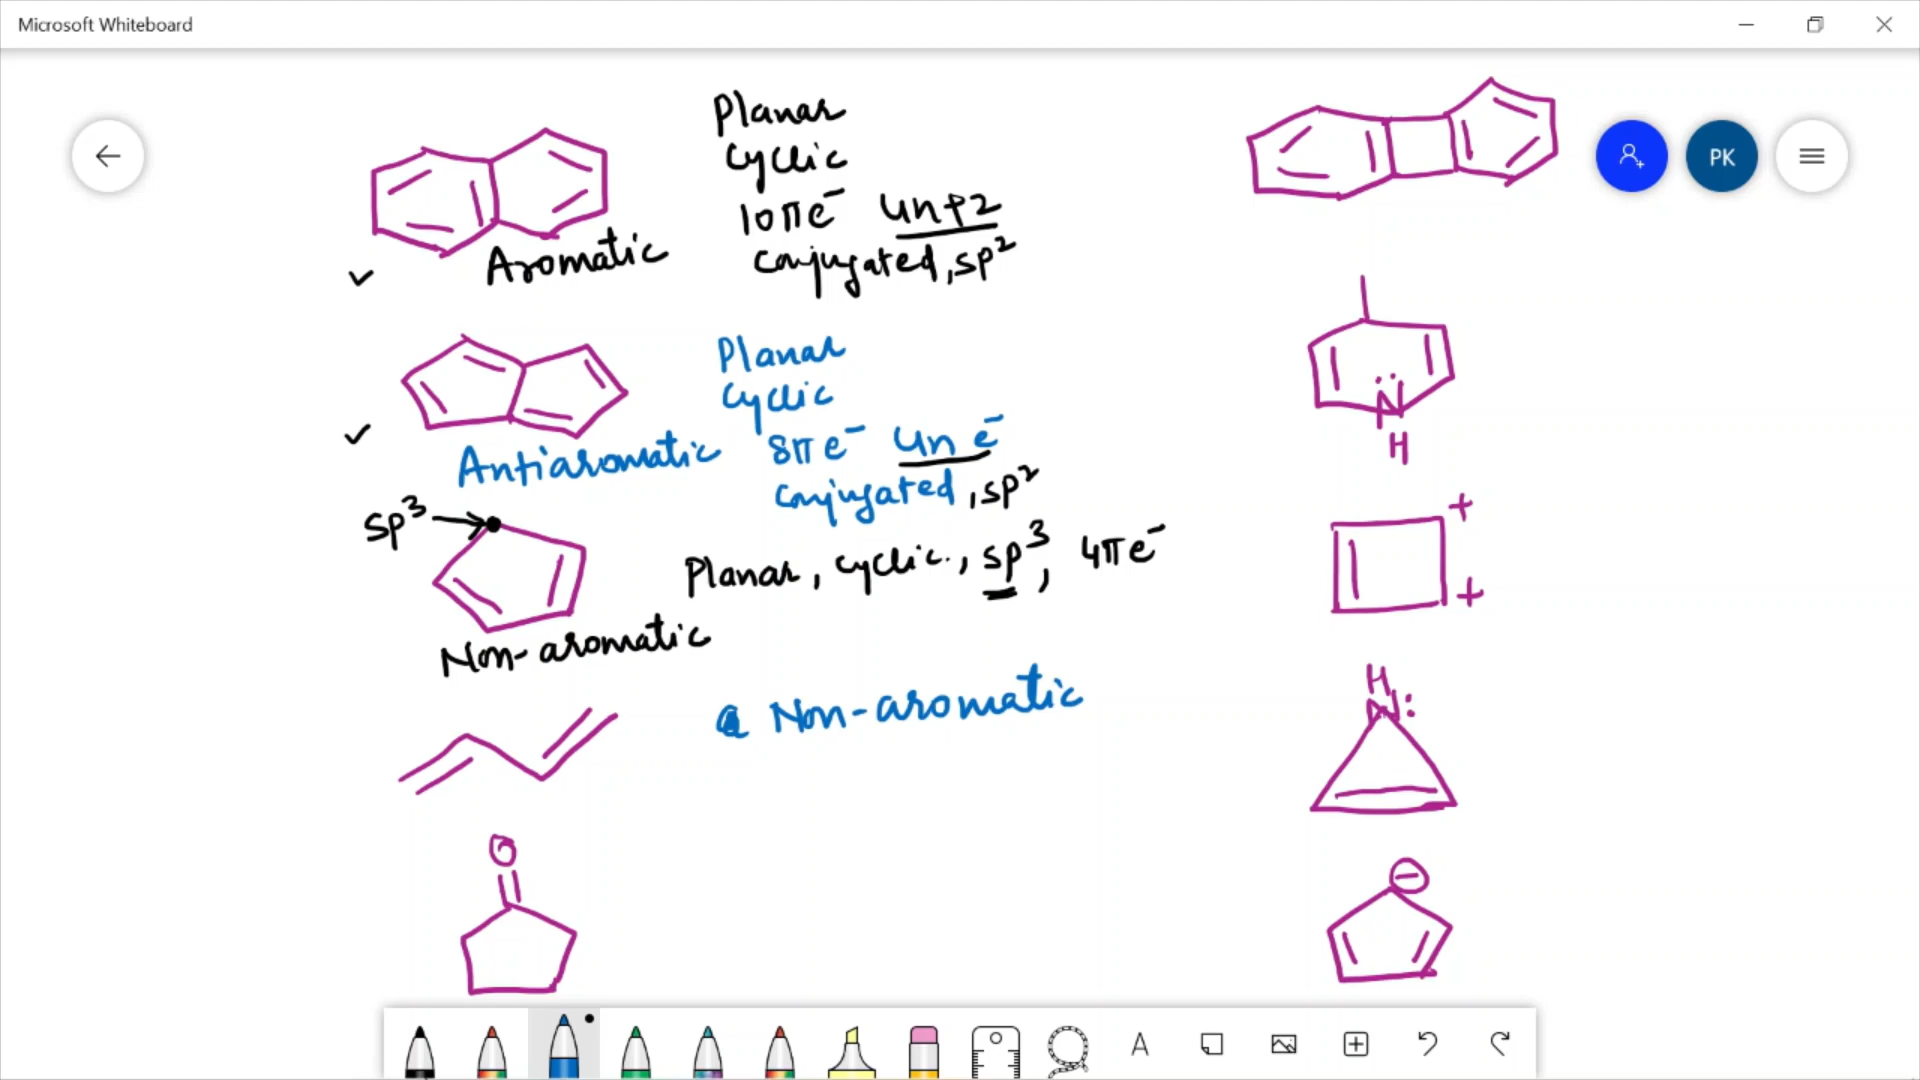 Microsoft Whiteboard
PK
Planar
Cyclic
10πe⁻ 4n+2
conjugated, sp²
Aromatic
Planar
Cyclic
8πe⁻ 4n e⁻
conjugated, sp²
Antiaromatic
sp³
Planar, cyclic., sp³, 4πe⁻
Non-aromatic
Non-aromatic
O
N̈
H
+
+
H
N:
⊖
A